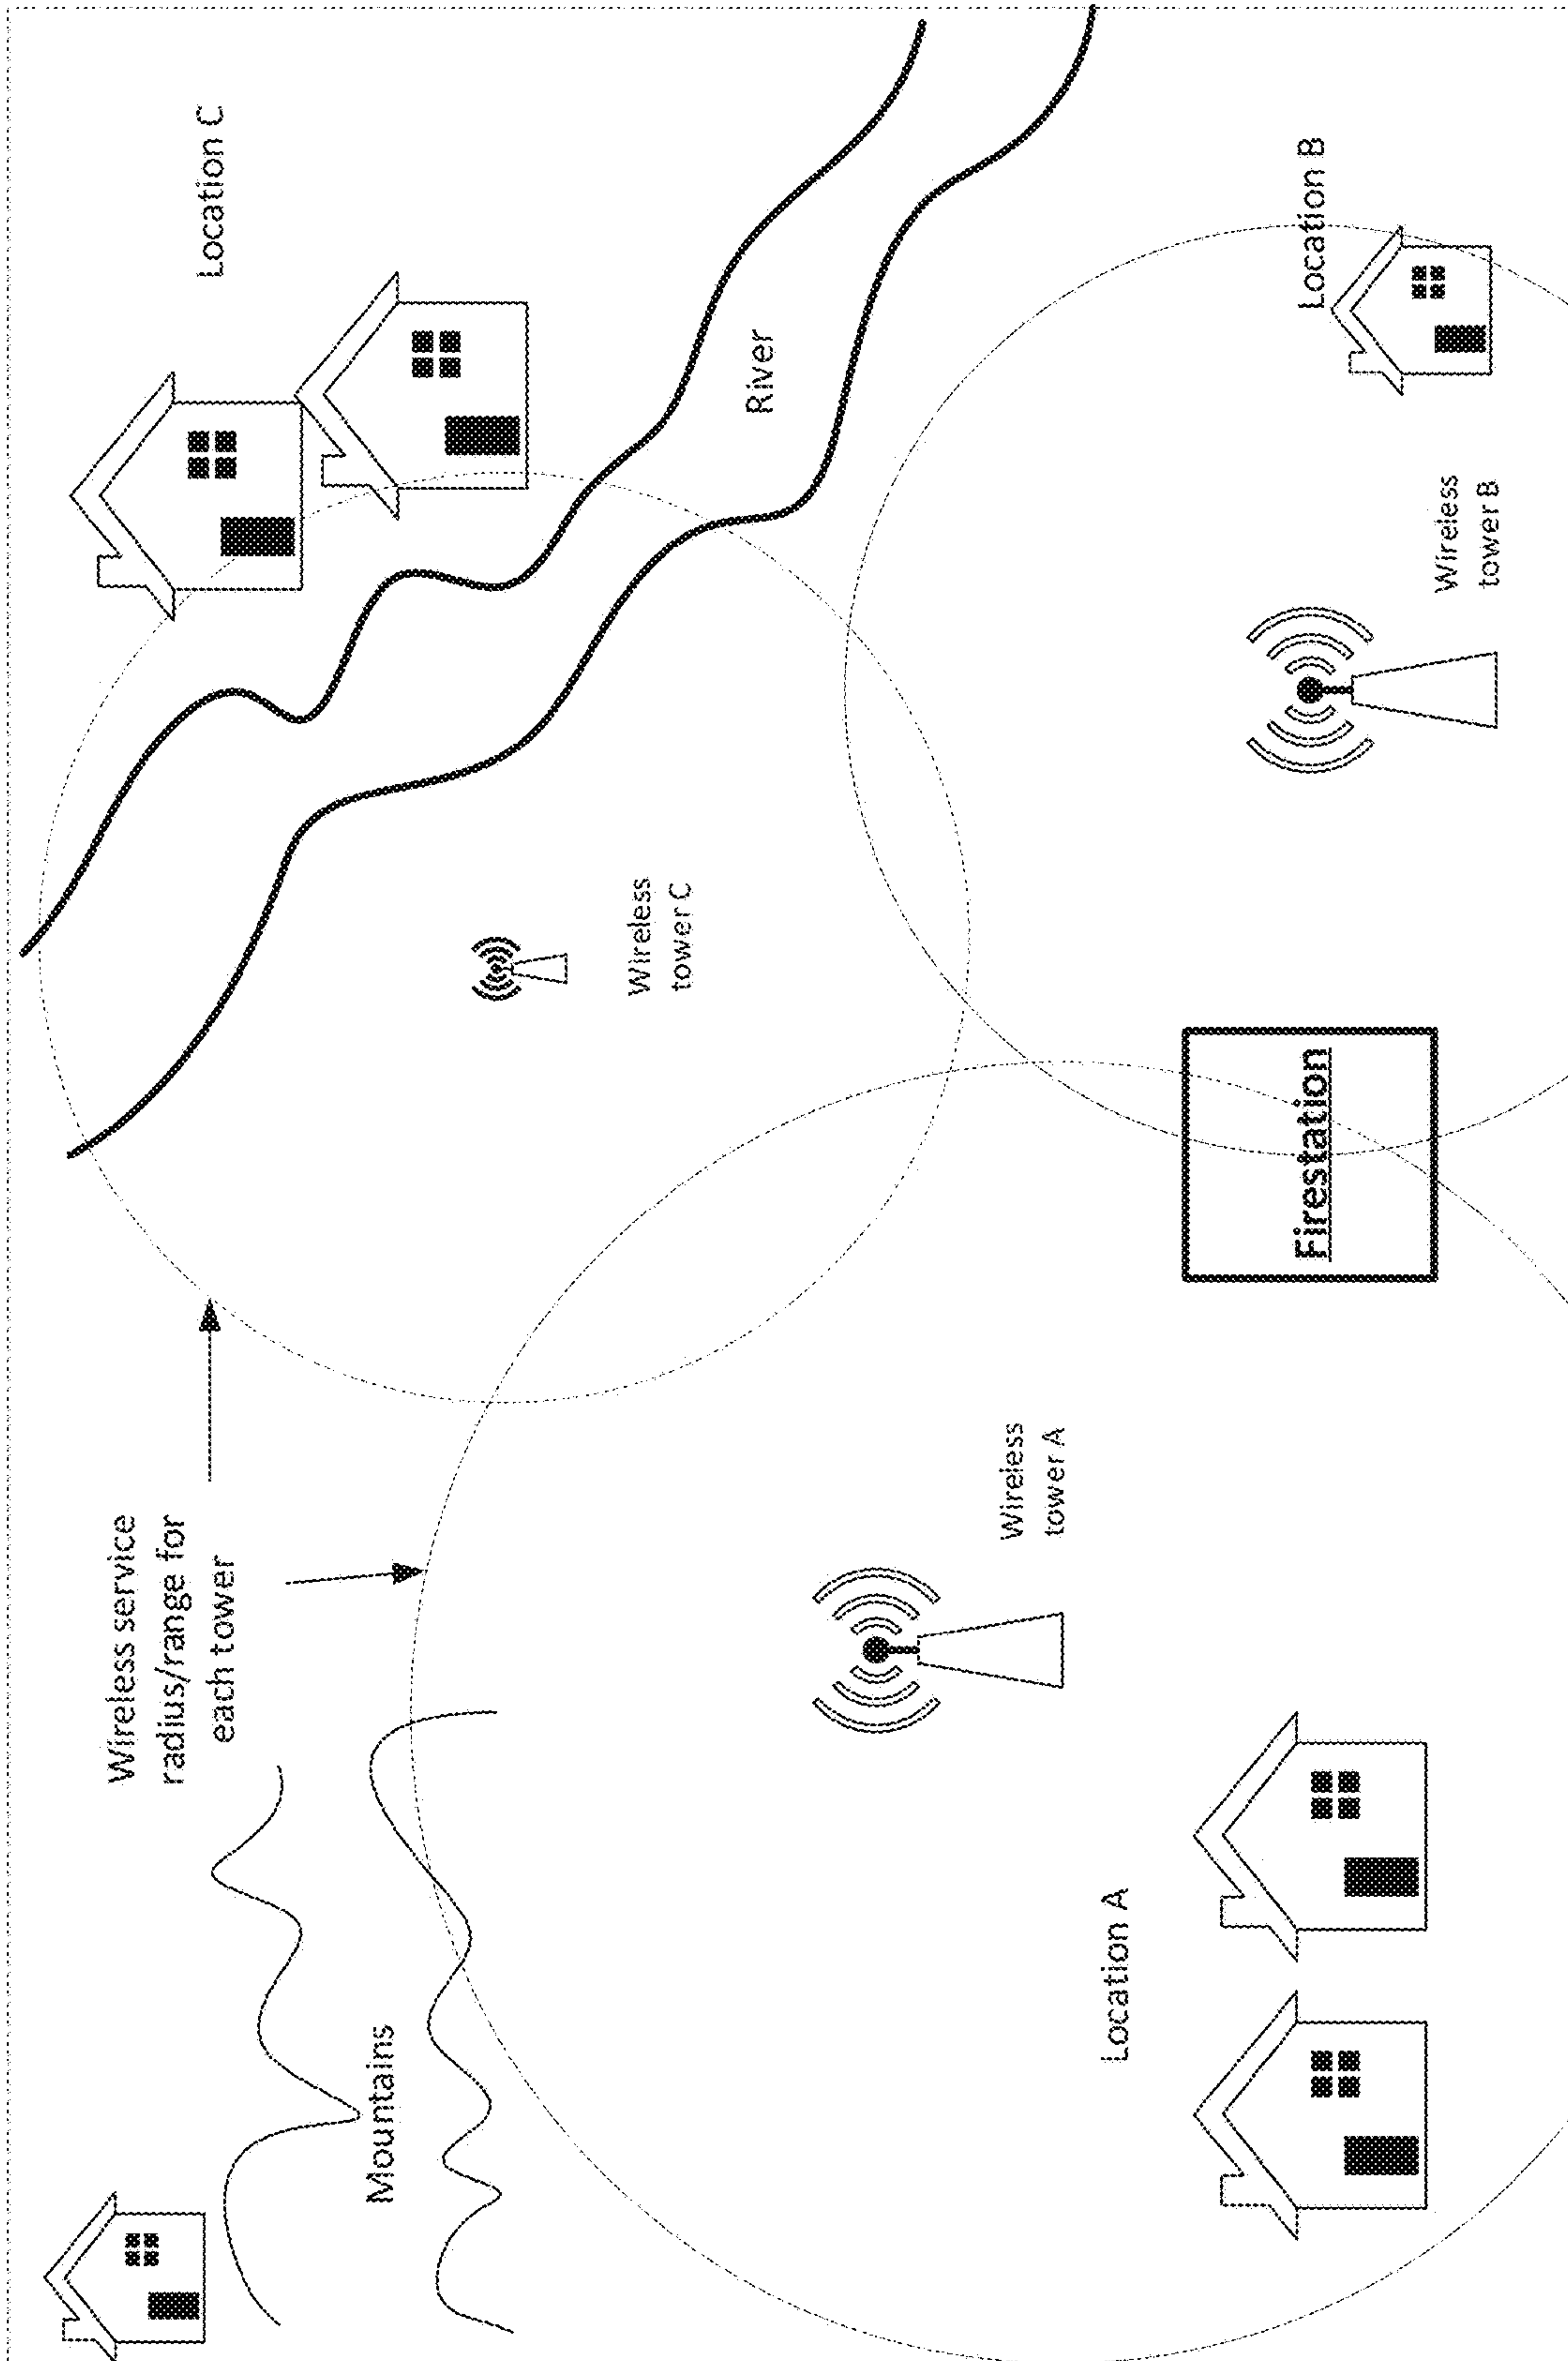 Wireless service
radius/range for
each tower
Location C
Mountains
River
Wireless
tower C
Wireless
tower A
Location A
Location B
Firestation
Wireless
tower B